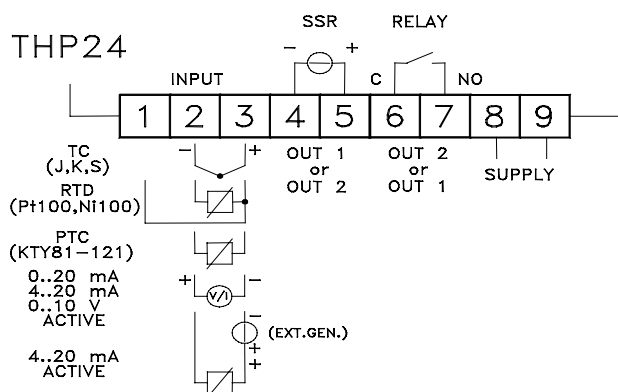 SSR RELAY
THP24
- + 
INPUT C NO
1 2 3 4 5 6 7 8 9
TC
(J,K,S)
- +
OUT 1
or
OUT 2
OUT 2
or
OUT 1
SUPPLY
RTD
(Pt100,Ni100)
PTC
(KTY81-121)
0..20 mA
4..20 mA
0..10 V
ACTIVE
+ V/I -
-
(EXT.GEN.)
+
+
4..20 mA
ACTIVE